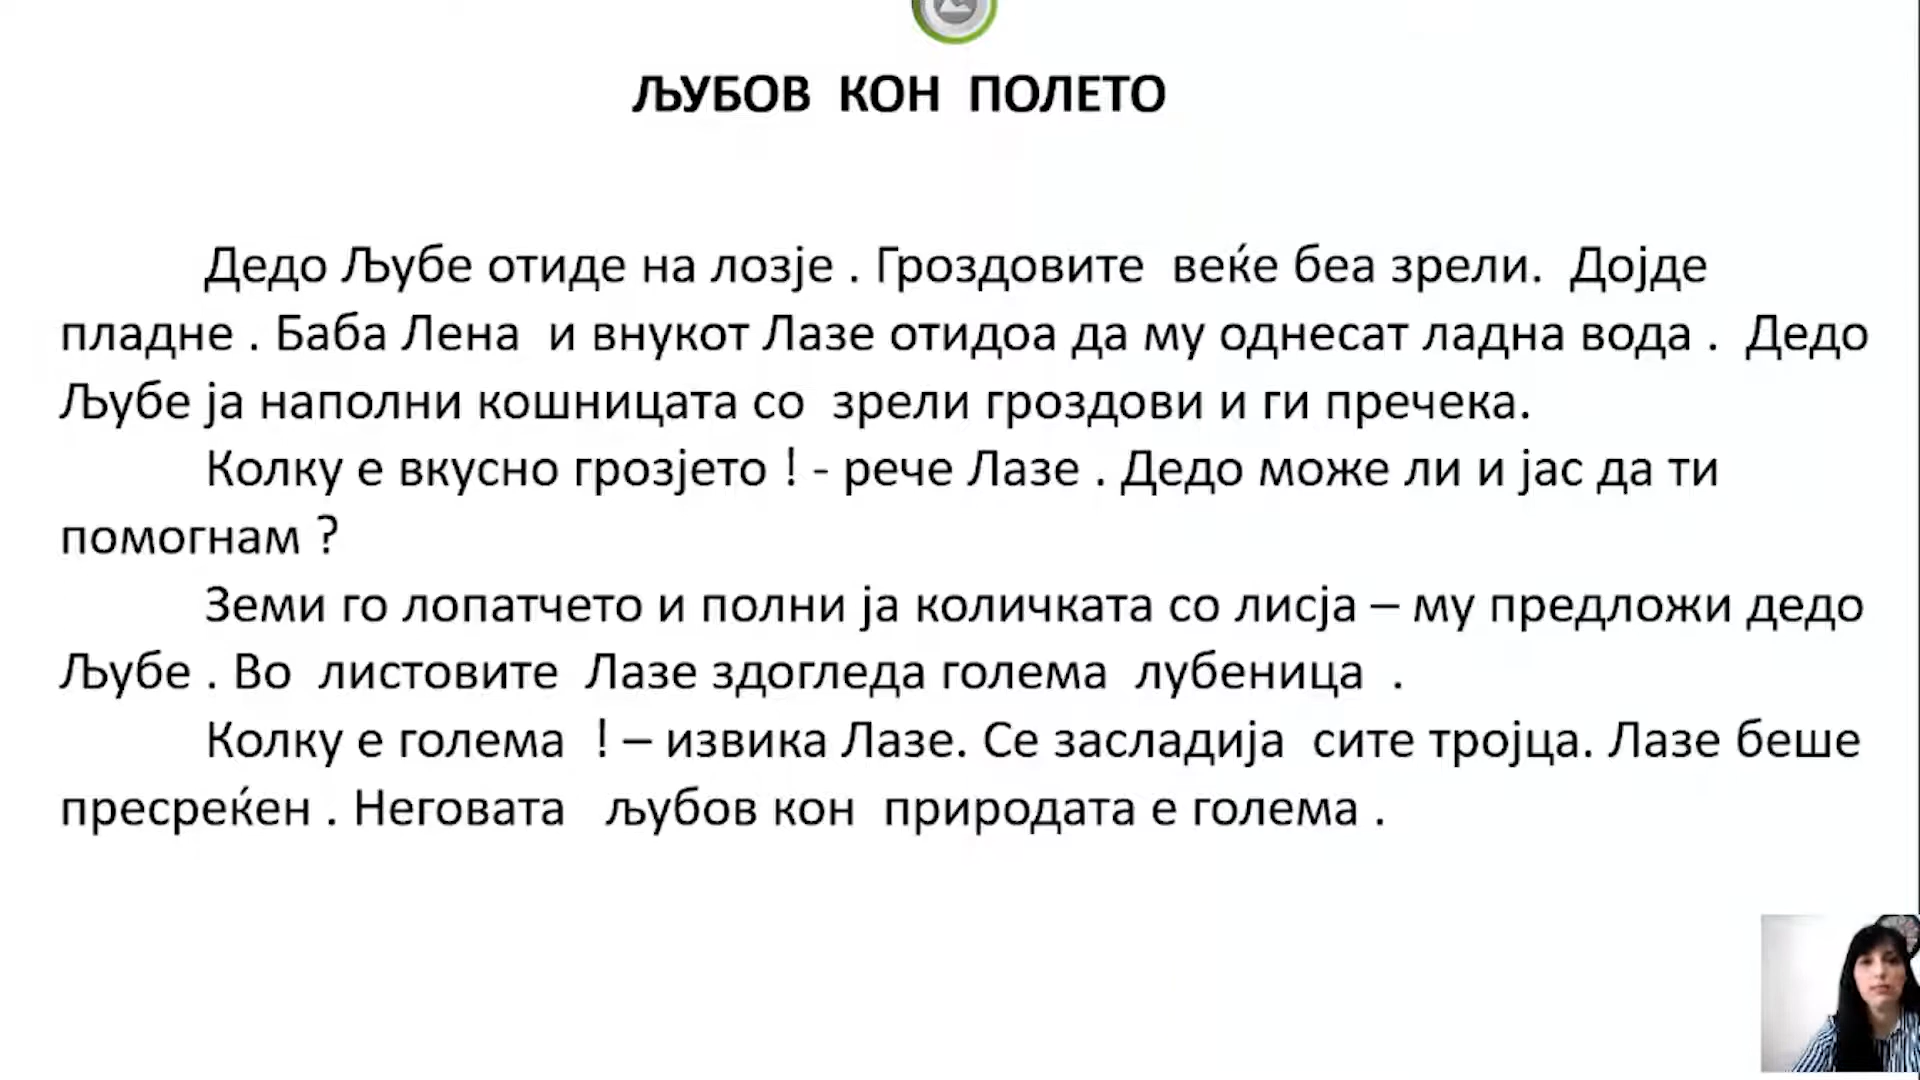 ЉУБОВ КОН ПОЛЕТО
Дедо Љубе отиде на лозје . Гроздовите веќе беа зрели. Дојде
пладне . Баба Лена и внукот Лазе отидоа да му однесат ладна вода . Дедо
Љубе ја наполни кошницата со зрели гроздови и ги пречека.
Колку е вкусно грозјето ! - рече Лазе . Дедо може ли и јас да ти
помогнам ?
Земи го лопатчето и полни ја количката со лисја – му предложи дедо
Љубе . Во листовите Лазе здогледа голема лубеница .
Колку е голема ! – извика Лазе. Се засладија сите тројца. Лазе беше
пресреќен . Неговата љубов кон природата е голема .